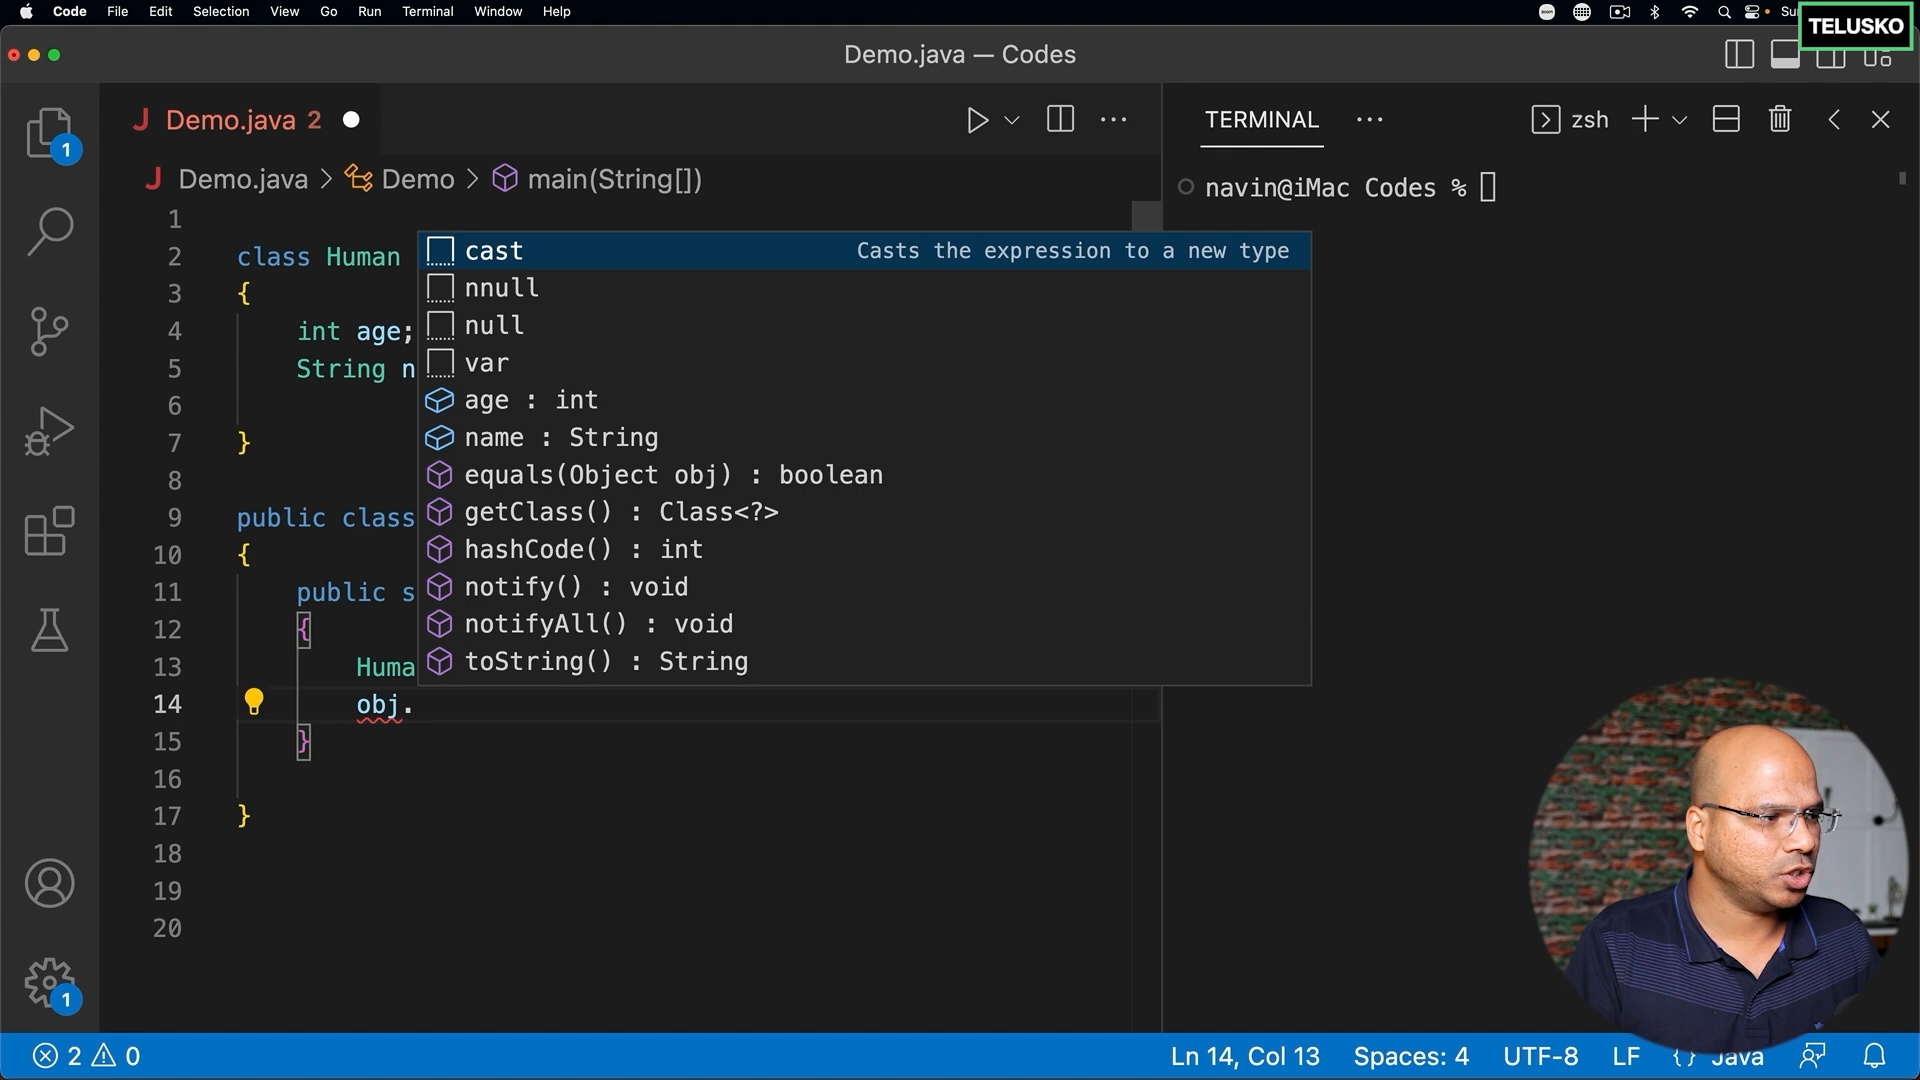 Code File Edit Selection View Go Run Terminal Window Help
TELUSKO
Demo.java — Codes
Demo.java 2
TERMINAL
zsh
Demo.java > Demo > main(String[])
navin@iMac Codes %
1
2 class Human
3 {
4 int age;
5 String n
6
7 }
8
9 public class
10 {
11 public s
12 {
13 Huma
14 obj.
15 }
16
17 }
18
19
20
cast Casts the expression to a new type
nnull
null
var
age : int
name : String
equals(Object obj) : boolean
getClass() : Class<?>
hashCode() : int
notify() : void
notifyAll() : void
toString() : String
1
1
2 0
Ln 14, Col 13 Spaces: 4 UTF-8 LF {} Java